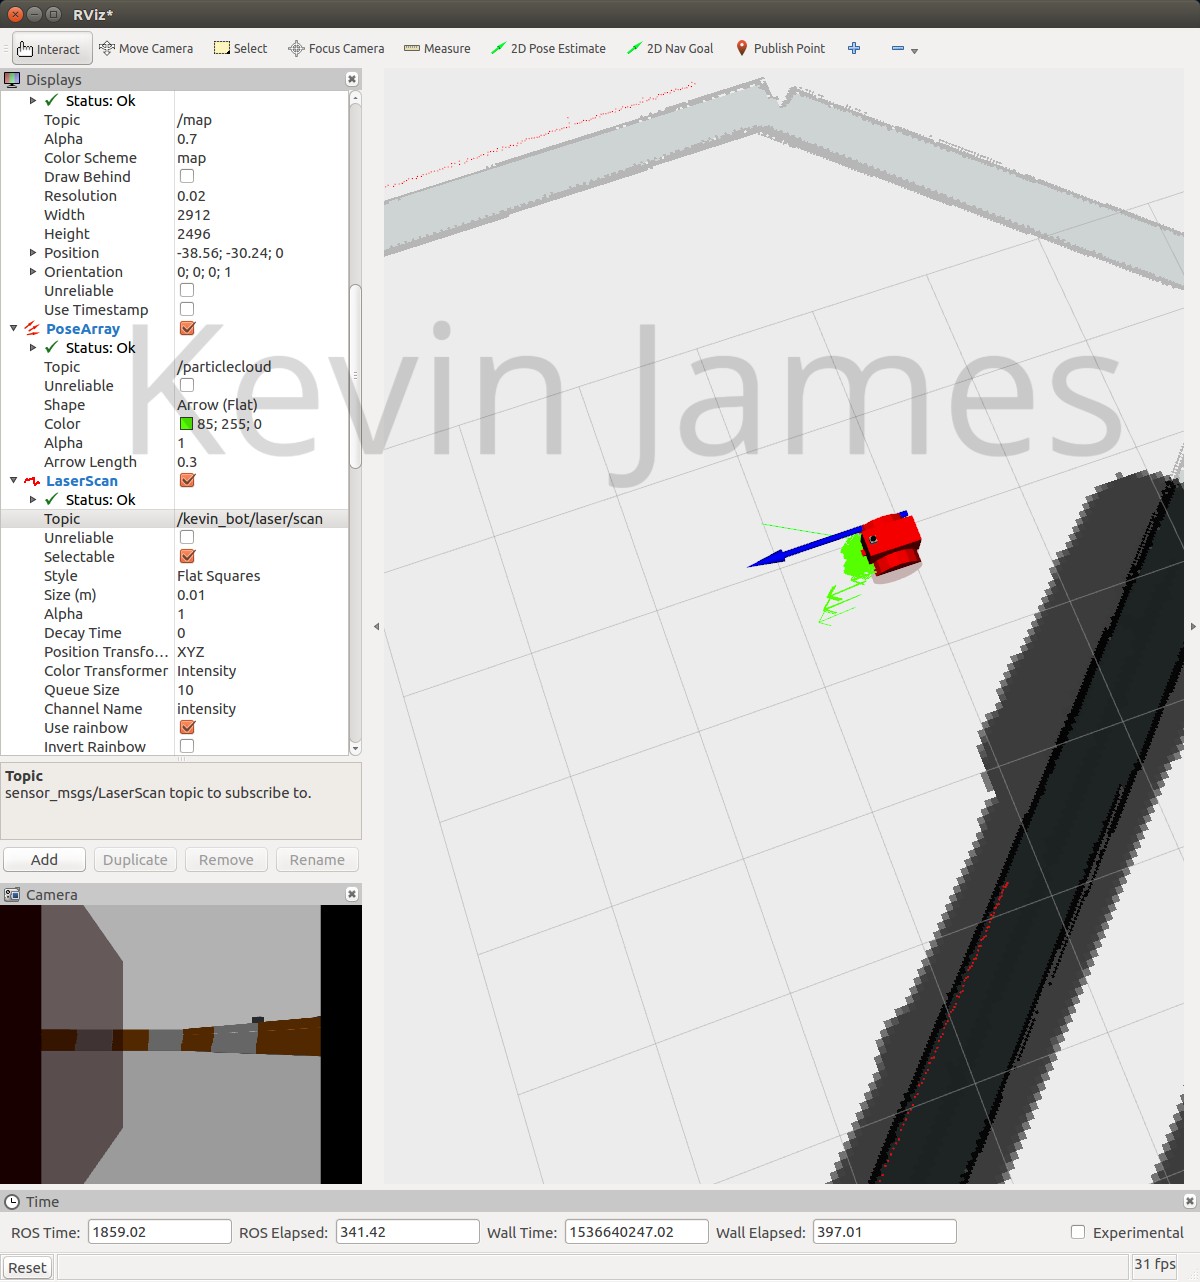 RViz*
Interact Move Camera Select Focus Camera Measure 2D Pose Estimate 2D Nav Goal Publish Point
Displays
Status: Ok
Topic /map
Alpha 0.7
Color Scheme map
Draw Behind
Resolution 0.02
Width 2912
Height 2496
Position -38.56; -30.24; 0
Orientation 0; 0; 0; 1
Unreliable
Use Timestamp
PoseArray
Status: Ok
Topic /particlecloud
Unreliable
Shape Arrow (Flat)
Color 85; 255; 0
Alpha 1
Arrow Length 0.3
LaserScan
Status: Ok
Topic /kevin_bot/laser/scan
Unreliable
Selectable
Style Flat Squares
Size (m) 0.01
Alpha 1
Decay Time 0
Position Transfo... XYZ
Color Transformer Intensity
Queue Size 10
Channel Name intensity
Use rainbow
Invert Rainbow
Kevin James
Topic
sensor_msgs/LaserScan topic to subscribe to.
Add Duplicate Remove Rename
Camera
Time
ROS Time: 1859.02 ROS Elapsed: 341.42 Wall Time: 1536640247.02 Wall Elapsed: 397.01 Experimental
Reset 31 fps